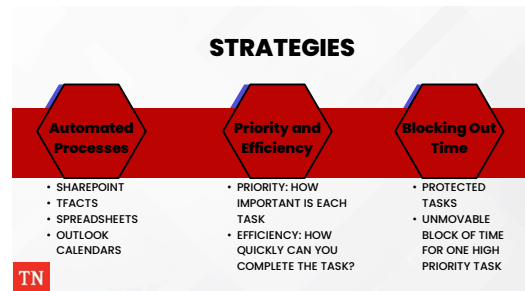 STRATEGIES
Automated
Processes
• SHAREPOINT
• TFACTS
• SPREADSHEETS
• OUTLOOK
CALENDARS
Priority and
Efficiency
• PRIORITY: HOW
IMPORTANT IS EACH
TASK
• EFFICIENCY: HOW
QUICKLY CAN YOU
COMPLETE THE TASK?
Blocking Out
Time
• PROTECTED
TASKS
• UNMOVABLE
BLOCK OF TIME
FOR ONE HIGH
PRIORITY TASK
TN